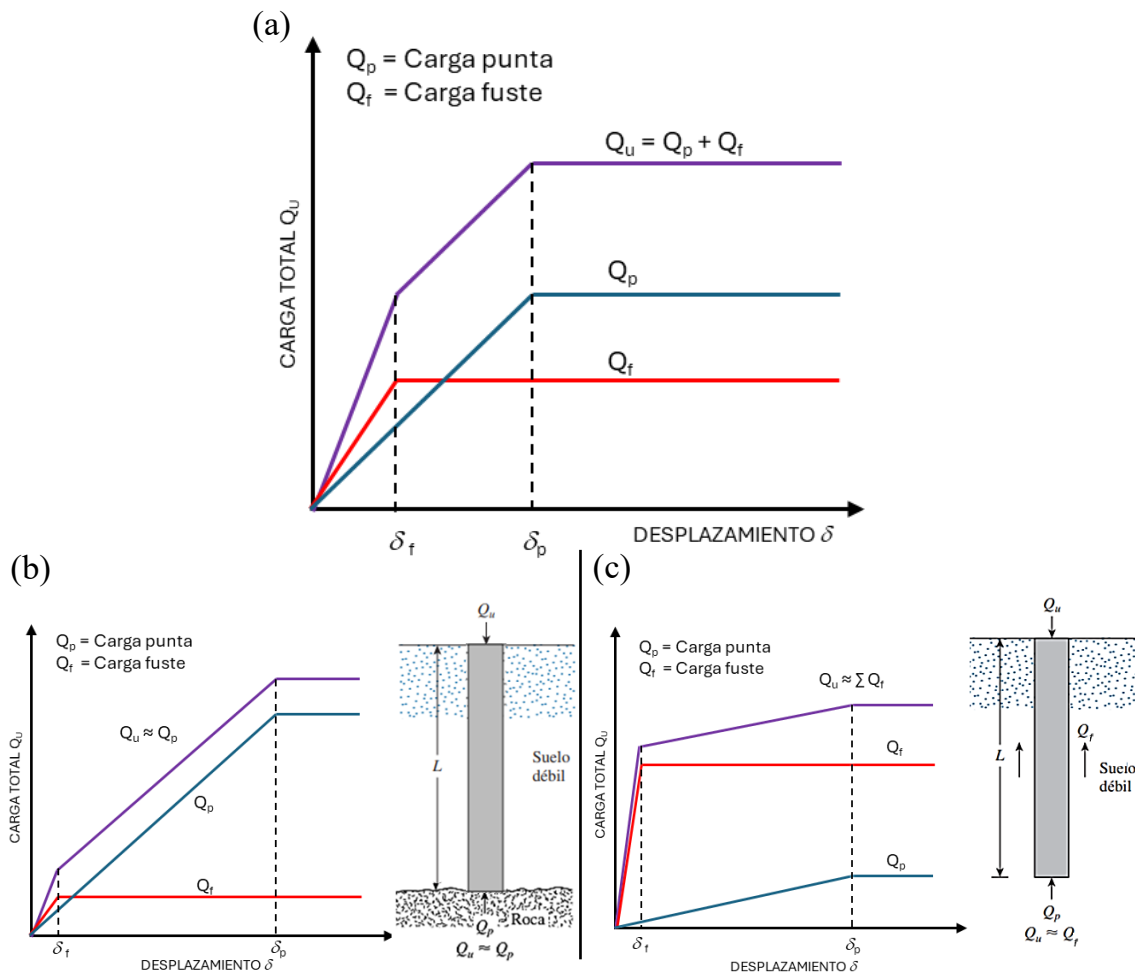 (a)
Qp = Carga punta
Qf = Carga fuste
Qu = Qp + Qf
Qp
Qf
CARGA TOTAL QU
δ f
δp
DESPLAZAMIENTO δ
(b)
Qp = Carga punta
Qf = Carga fuste
Qu ≈ Qp
Qp
Qf
CARGA TOTAL QU
δ f
δp
DESPLAZAMIENTO δ
Qu
L
Suelo
débil
Roca
Qp
Qu ≈ Qp
(c)
Qp = Carga punta
Qf = Carga fuste
Qu ≈ ∑ Qf
Qf
Qp
CARGA TOTAL QU
δ f
δp
DESPLAZAMIENTO δ
Qu
Qf
L
Suelo
débil
Qp
Qu ≈ Qf